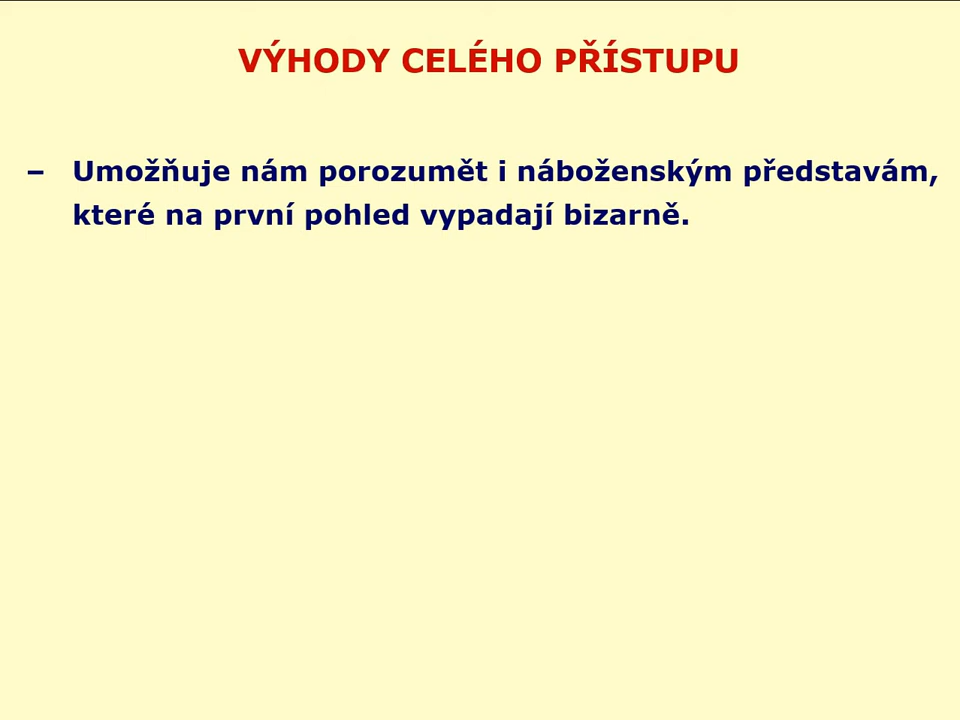 VÝHODY CELÉHO PŘÍSTUPU
– Umožňuje nám porozumět i náboženským představám,
které na první pohled vypadají bizarně.